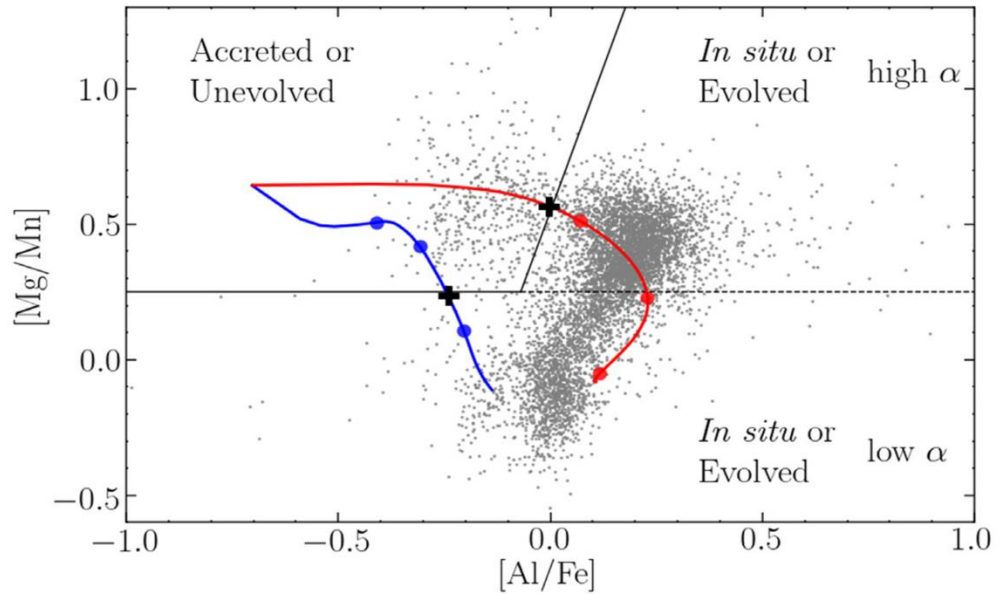 Accreted or
Unevolved
In situ or
Evolved
high α
In situ or
Evolved
low α
1.0
0.5
0.0
−0.5
[Mg/Mn]
−1.0
−0.5
0.0
0.5
1.0
[Al/Fe]